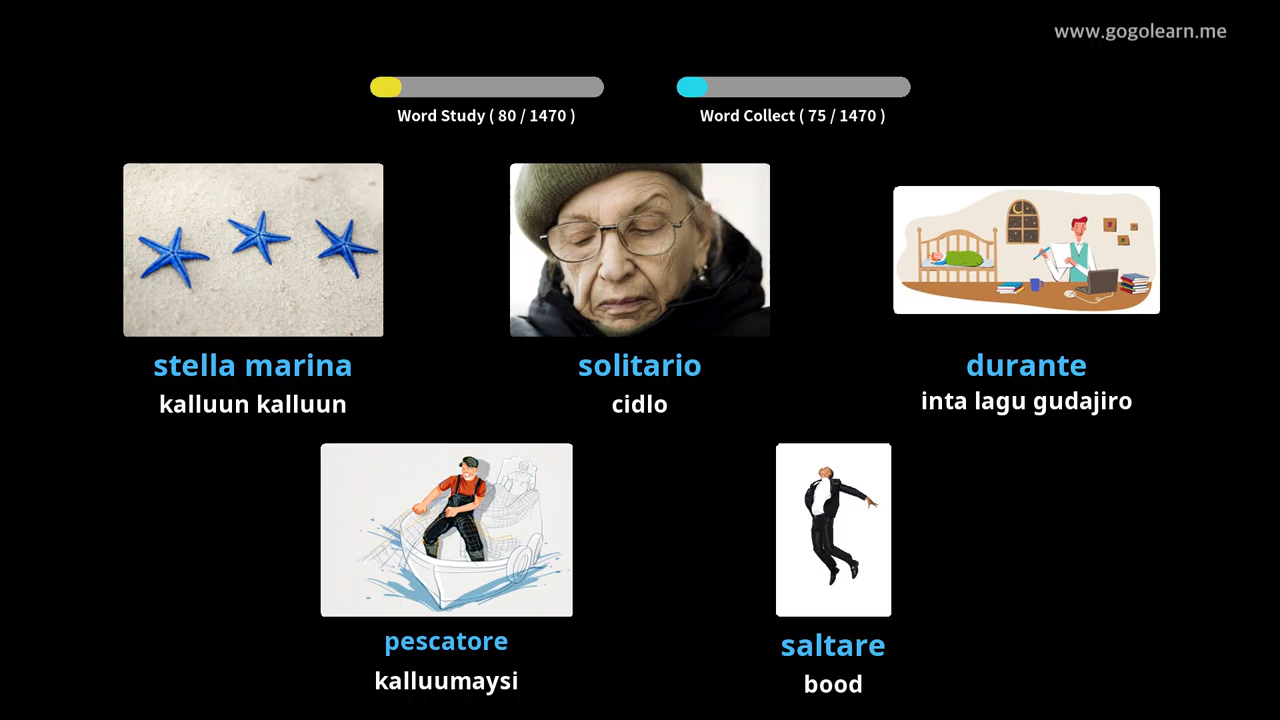 www.gogolearn.me
Word Study ( 80 / 1470 )
Word Collect ( 75 / 1470 )
stella marina
kalluun kalluun
solitario
cidlo
durante
inta lagu gudajiro
pescatore
kalluumaysi
saltare
bood